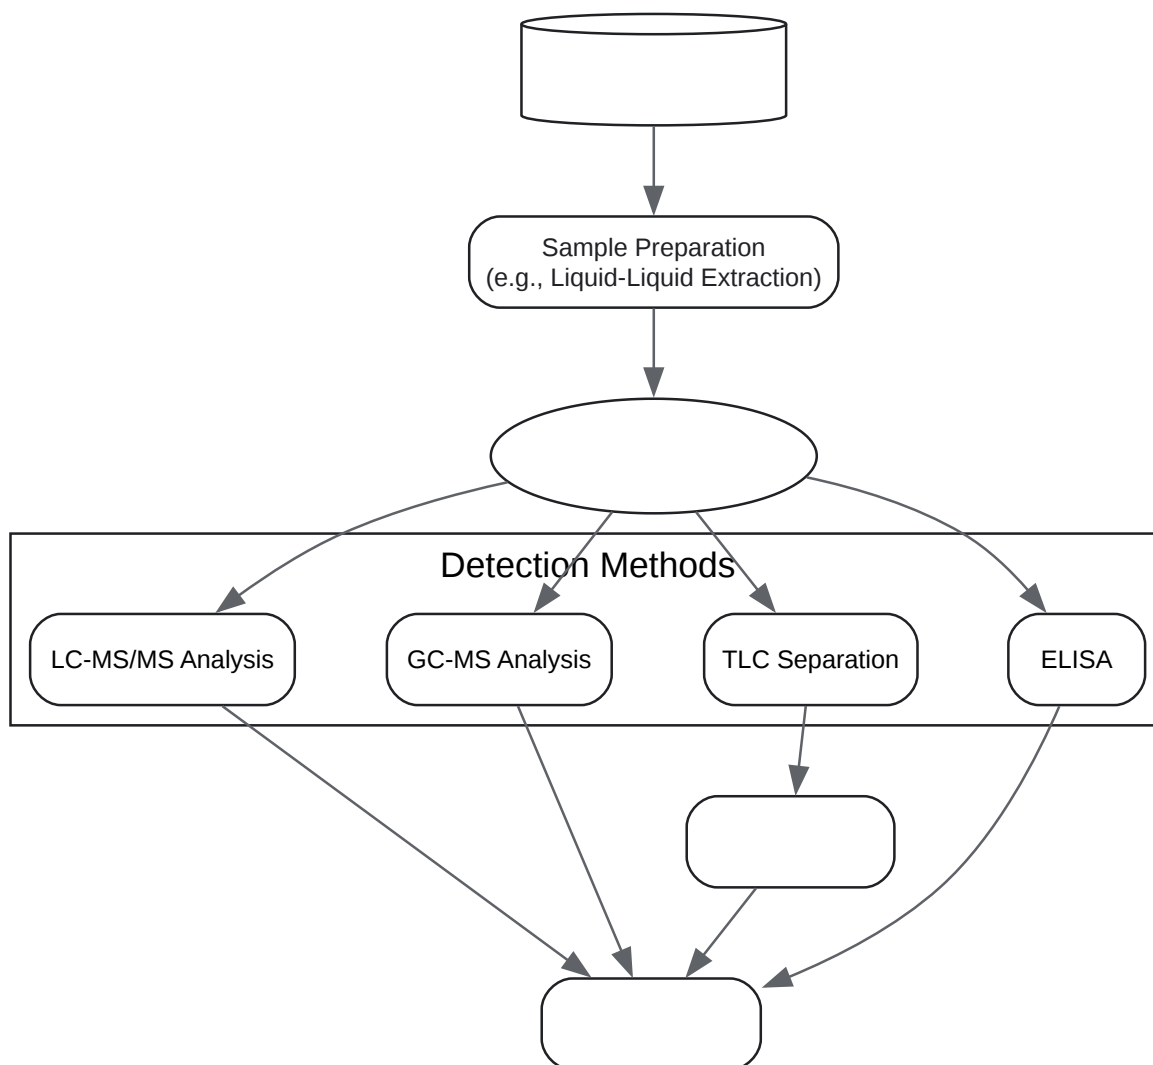 Sample Preparation
(e.g., Liquid-Liquid Extraction)
Detection Methods
LC-MS/MS Analysis
GC-MS Analysis
TLC Separation
ELISA